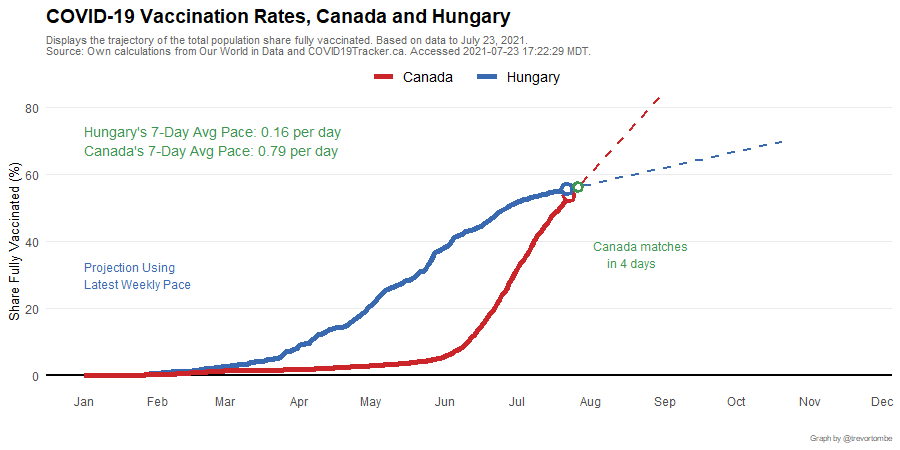 COVID-19 Vaccination Rates, Canada and Hungary
Displays the trajectory of the total population share fully vaccinated. Based on data to July 23, 2021.
Source: Own calculations from Our World in Data and COVID19Tracker.ca. Accessed 2021-07-23 17:22:29 MDT.
Canada
Hungary
80
Hungary's 7-Day Avg Pace: 0.16 per day
Canada's 7-Day Avg Pace: 0.79 per day
60
Share Fully Vaccinated (%)
40
Canada matches
in 4 days
Projection Using
Latest Weekly Pace
20
0
Jan Feb Mar Apr May Jun Jul Aug Sep Oct Nov Dec
Graph by @trevortombe